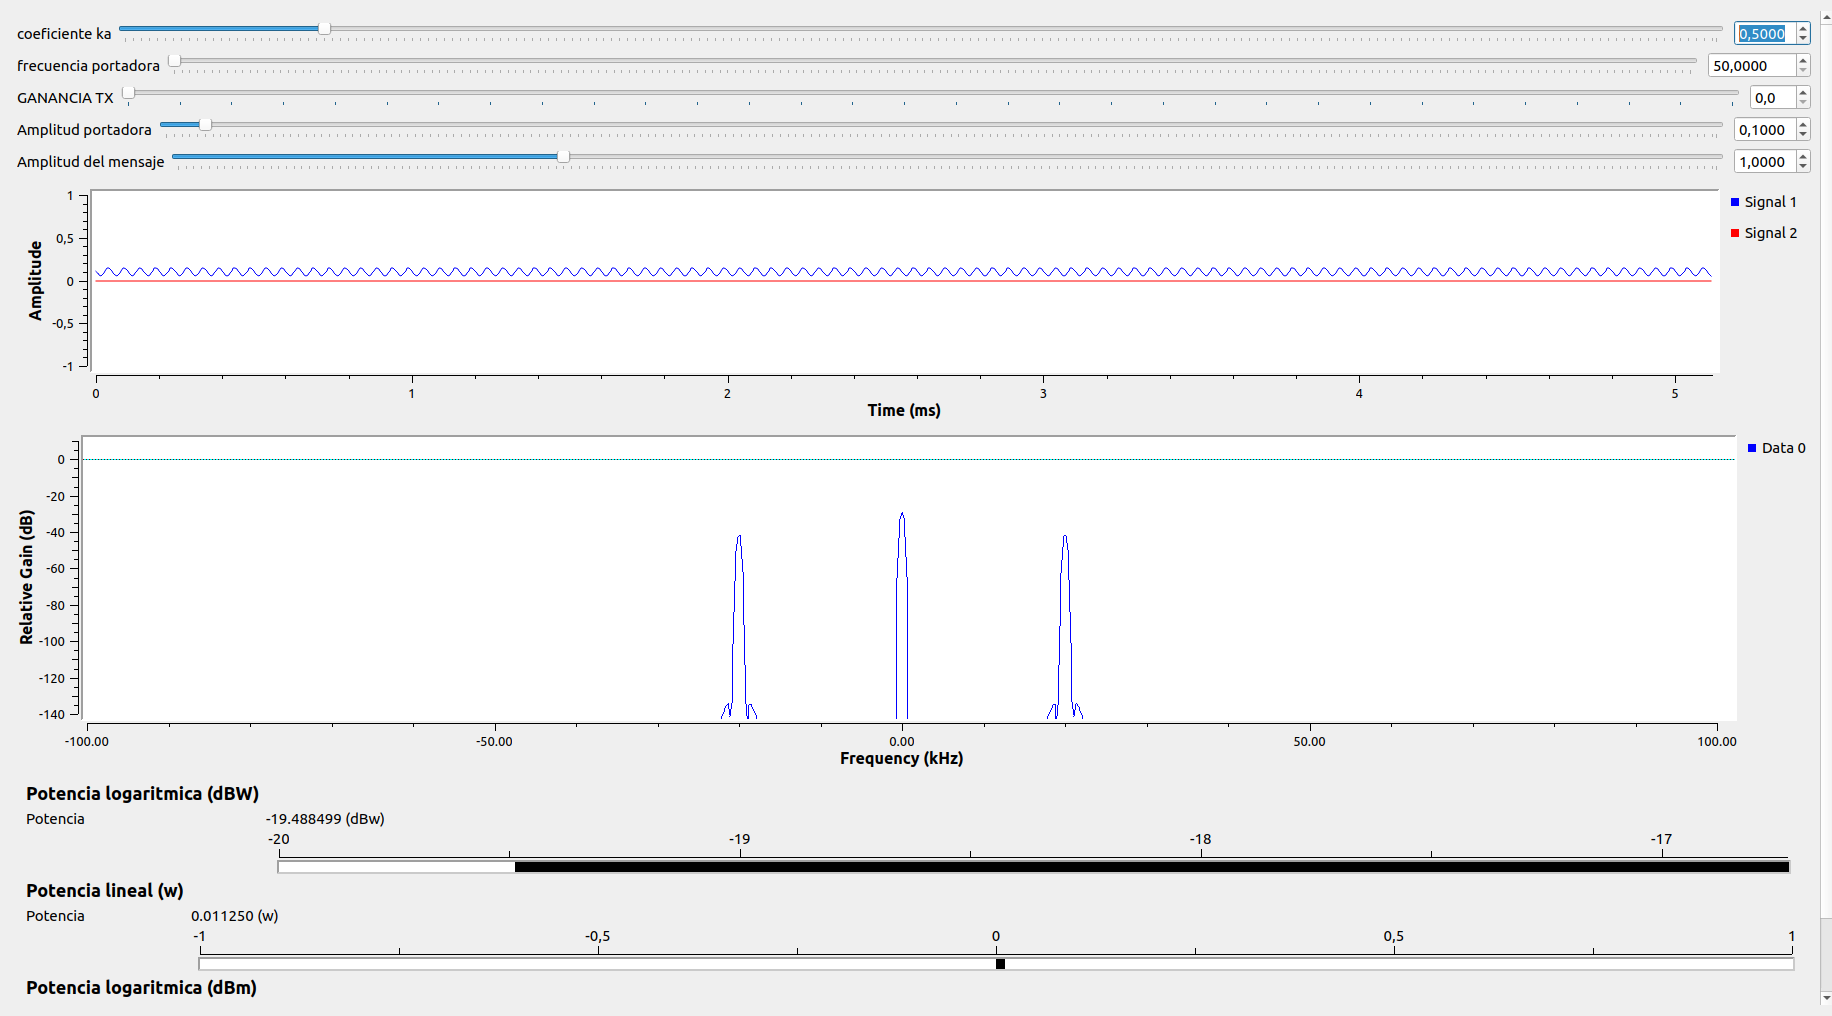 coeficiente ka 0,5000
frecuencia portadora 50,0000
GANANCIA TX 0,0
Amplitud portadora 0,1000
Amplitud del mensaje 1,0000
1
0,5
0
-0,5
-1
Amplitude
Signal 1
Signal 2
0 1 2 3 4 5
Time (ms)
0
-20
-40
-60
-80
-100
-120
-140
Relative Gain (dB)
Data 0
-100.00 -50.00 0.00 50.00 100.00
Frequency (kHz)
Potencia logaritmica (dBW)
Potencia -19.488499 (dBw)
-20 -19 -18 -17
Potencia lineal (w)
Potencia 0.011250 (w)
-1 -0,5 0 0,5 1
Potencia logaritmica (dBm)